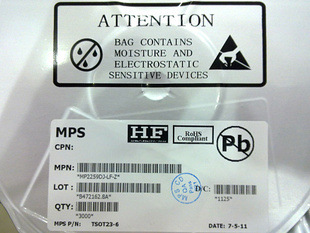 ATTENTION
BAG CONTAINS
MOISTURE AND
ELECTROSTATIC
SENSITIVE DEVICES
MPS
HF
RoHS
Compliant
Pb
CPN:
MPN:
*MP2259DJ-LF-Z*
LOT :
*B472162.8A*
D/C:
*1125*
QTY:
*3000*
MPS P/N: TSOT23-6
DATE: 7-5-11